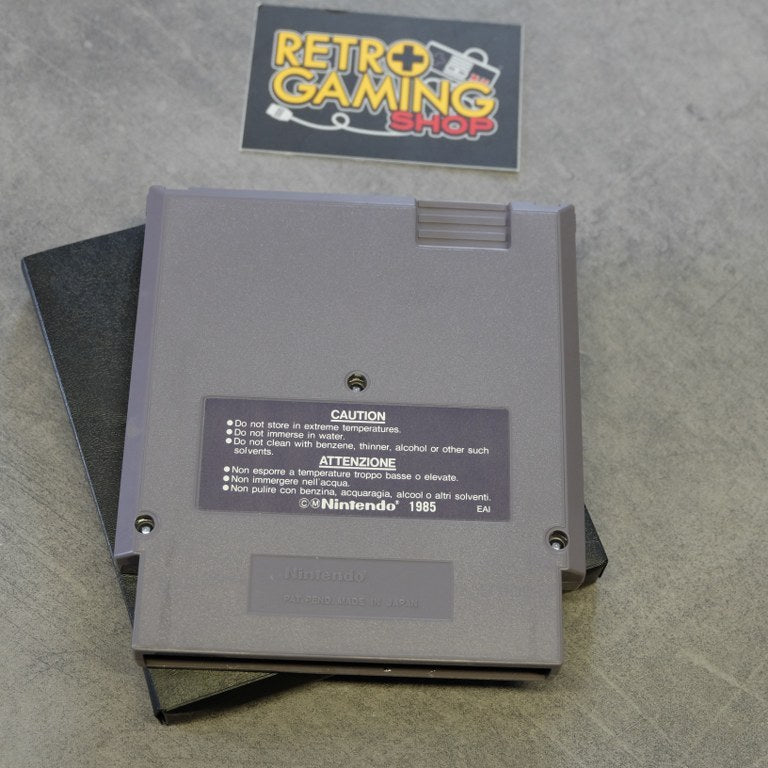 RETRO
GAMING
SHOP
CAUTION
●Do not store in extreme temperatures.
●Do not immerse in water.
●Do not clean with benzene, thinner, alcohol or other such
solvents.
ATTENZIONE
●Non esporre a temperature troppo basse o elevate.
●Non immergere nell'acqua.
●Non pulire con benzina, acquaragia, alcool o altri solventi.
©ⓂNintendo® 1985 EAI
Nintendo®
PAT. PEND. MADE IN JAPAN